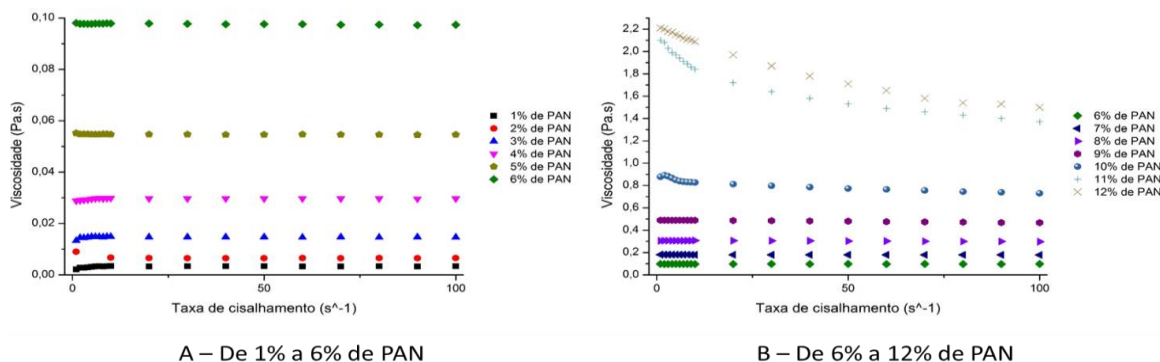 0,10
0,08
0,06
0,04
0,02
0,00
Viscosidade (Pa.s)
0
50
100
Taxa de cisalhamento (s^-1)
1% de PAN
2% de PAN
3% de PAN
4% de PAN
5% de PAN
6% de PAN
A – De 1% a 6% de PAN
2,2
2,0
1,8
1,6
1,4
1,2
1,0
0,8
0,6
0,4
0,2
0,0
Viscosidade (Pa.s)
0
50
100
Taxa de cisalhamento (s^-1)
6% de PAN
7% de PAN
8% de PAN
9% de PAN
10% de PAN
11% de PAN
12% de PAN
B – De 6% a 12% de PAN